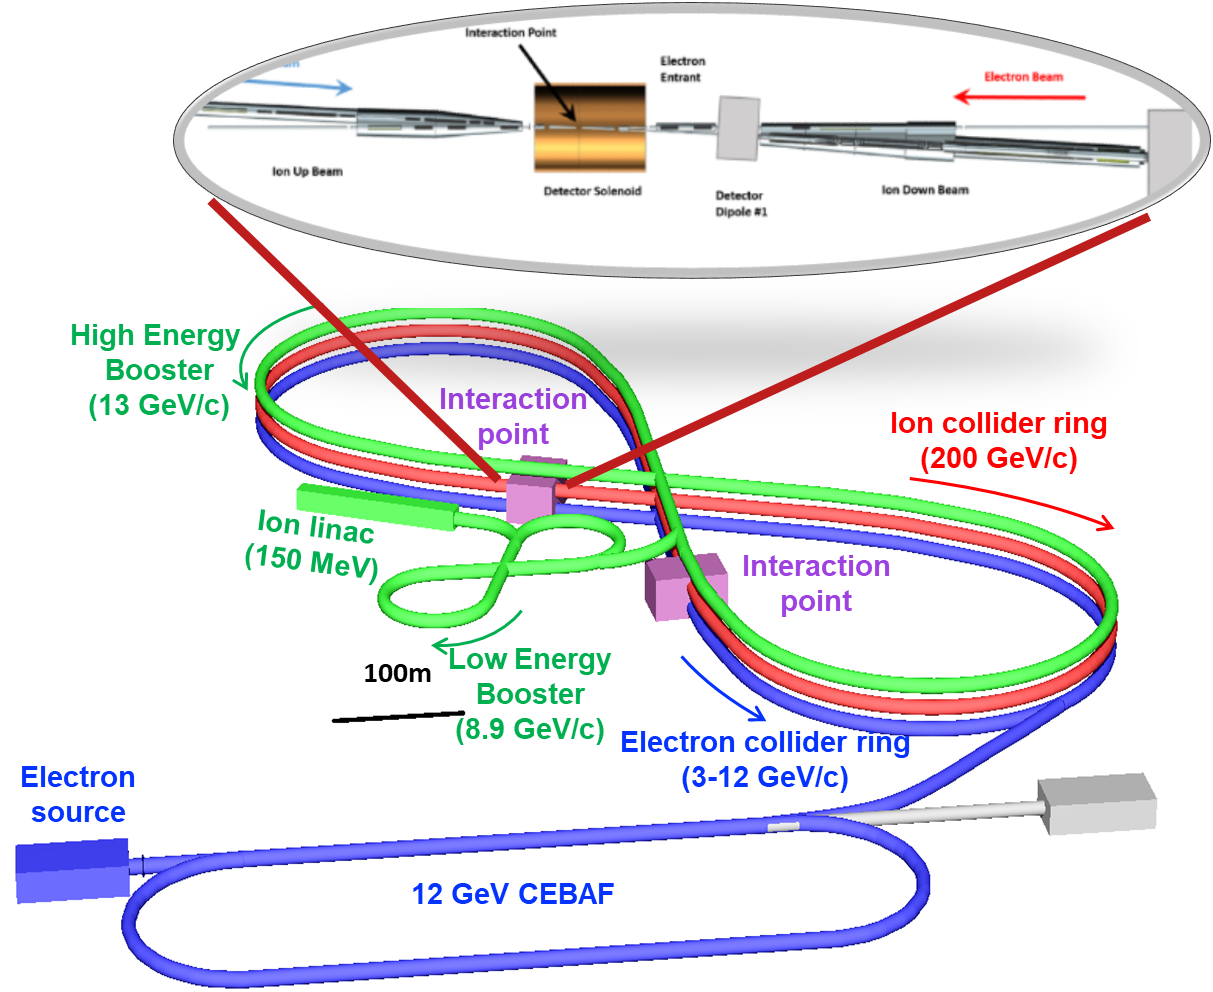 Interaction Point
Electron
Entrant
Electron Beam
Ion Up Beam
Detector Solenoid
Detector
Dipole #1
Ion Down Beam
High Energy
Booster
(13 GeV/c)
Interaction
point
Ion collider ring
(200 GeV/c)
Ion linac
(150 MeV)
Interaction
point
100m
Low Energy
Booster
(8.9 GeV/c)
Electron collider ring
(3-12 GeV/c)
Electron
source
12 GeV CEBAF